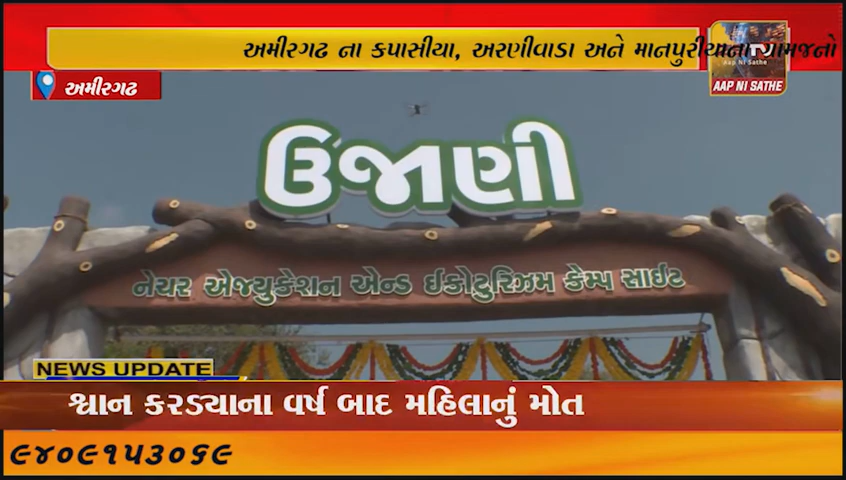 અમીરગઢ ના કપાસીયા, અરણીવાડા અને માનપુરીયાના
TV
Aap Ni Sathe
AAP NI SATHE
અમીરગઢ
ઉજાણી
નેચર એજ્યુકેશન એન્ડ ઈકોટુરિઝમ કેમ્પ સાઈટ
NEWS UPDATE
શ્વાન કરડ્યાના વર્ષ બાદ મહિલાનું મોત
૯૪૦૯૧૫૩૦૬૯